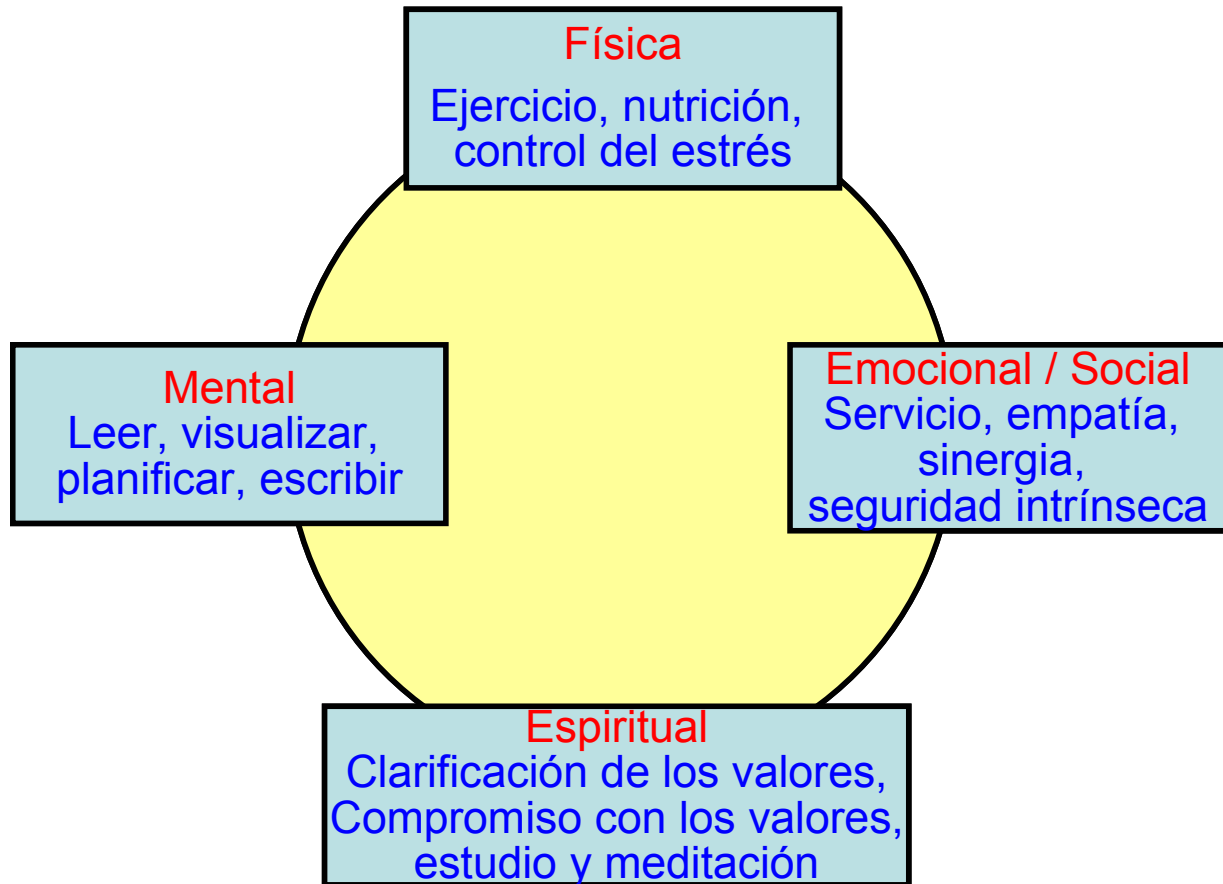 Física
Ejercicio, nutrición,
control del estrés
Mental
Leer, visualizar,
planificar, escribir
Emocional / Social
Servicio, empatía,
sinergia,
seguridad intrínseca
Espiritual
Clarificación de los valores,
Compromiso con los valores,
estudio y meditación